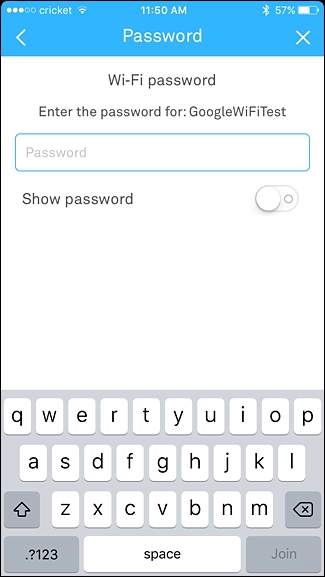 cricket 11:50 AM 57%
Password
Wi-Fi password
Enter the password for: GoogleWiFiTest
Password
Show password
q w e r t y u i o p
a s d f g h j k l
z x c v b n m
.?123 space Join